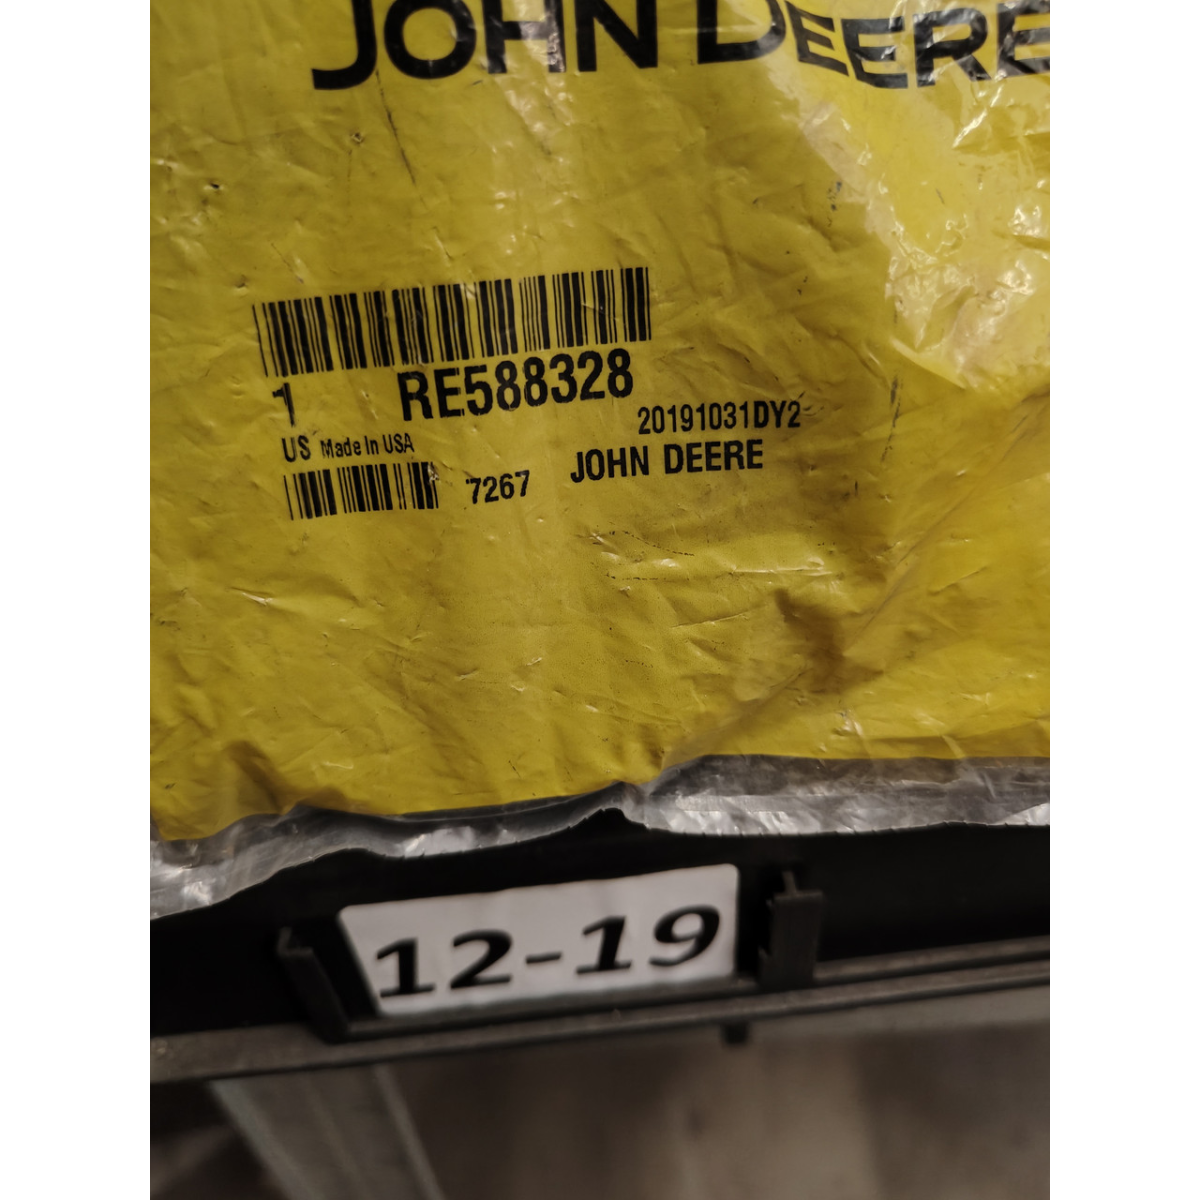 JOHN DEERE
1 RE588328
20191031DY2
US Made In USA
7267 JOHN DEERE
12-19